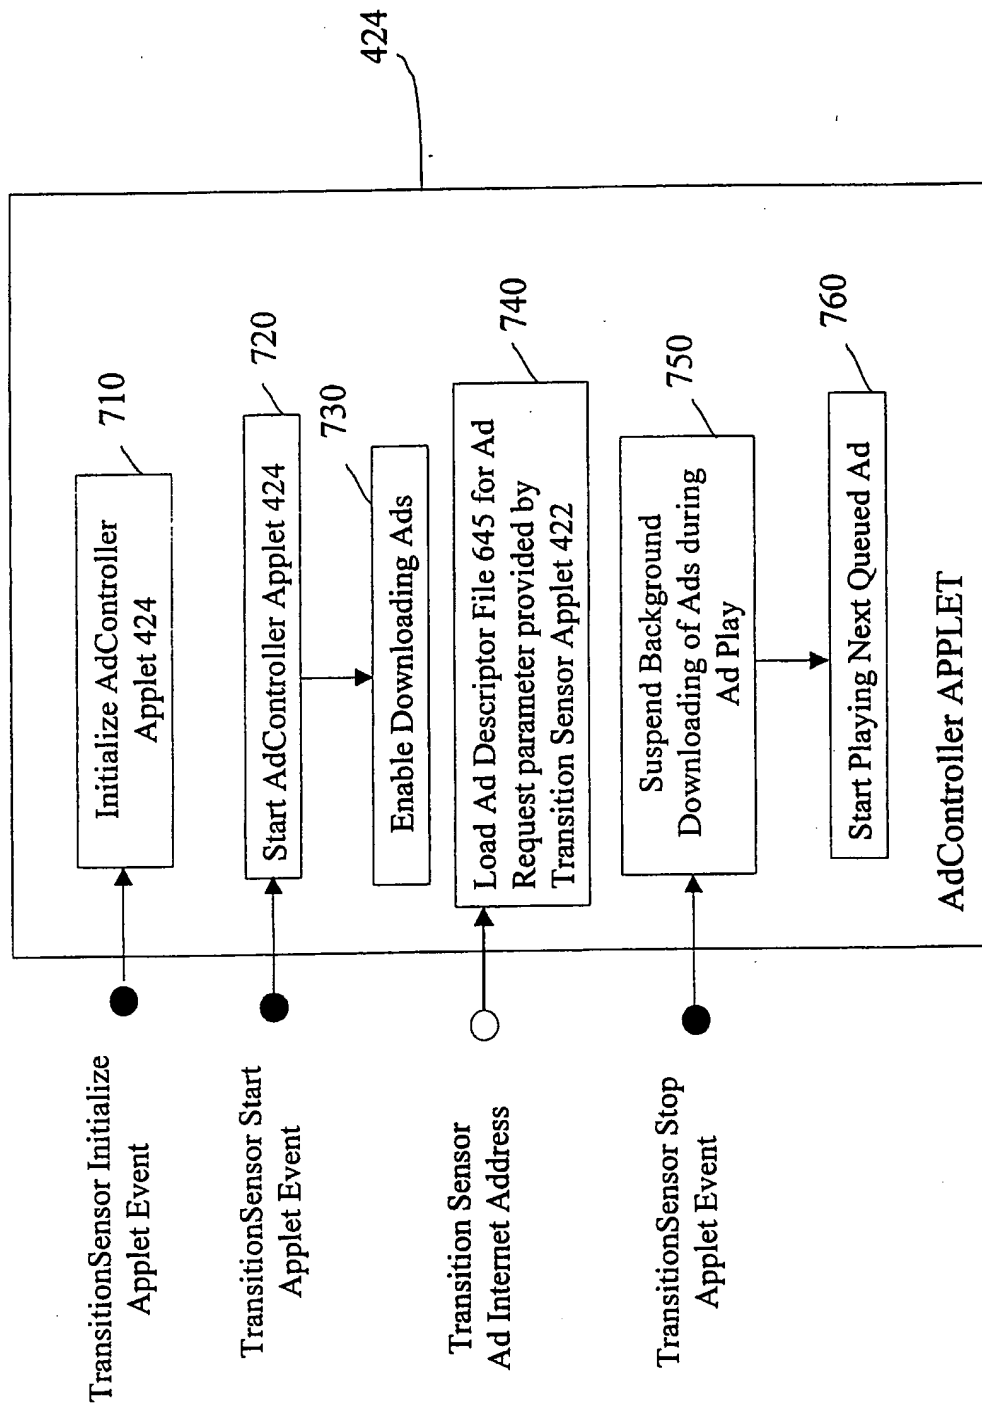 424
TransitionSensor Initialize
Applet Event
Initialize AdController
Applet 424
710
TransitionSensor Start
Applet Event
Start AdController Applet 424
720
Enable Downloading Ads
730
Transition Sensor
Ad Internet Address
Load Ad Descriptor File 645 for Ad
Request parameter provided by
Transition Sensor Applet 422
740
TransitionSensor Stop
Applet Event
Suspend Background
Downloading of Ads during
Ad Play
750
Start Playing Next Queued Ad
760
AdController APPLET